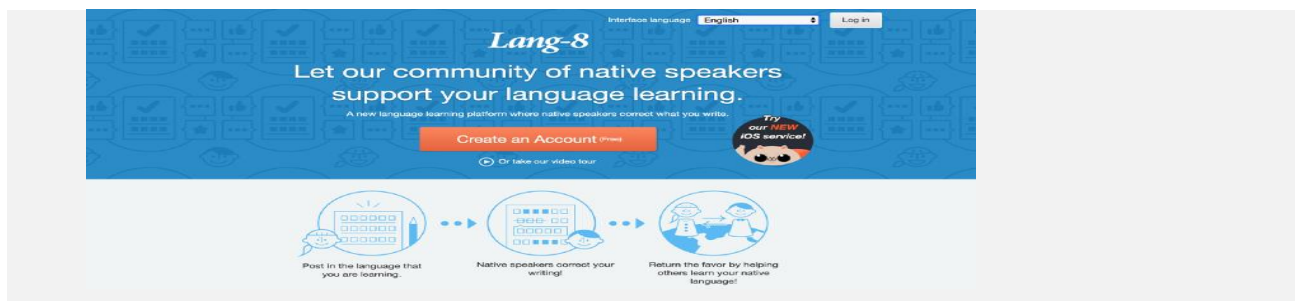 Interface language English Log in
Lang-8
Let our community of native speakers
support your language learning.
A new language learning platform where native speakers correct what you write.
Try
our NEW
iOS service!
Create an Account (Free)
Or take our video tour
Post in the language that
you are learning.
Native speakers correct your
writing!
Return the favor by helping
others learn your native
language!